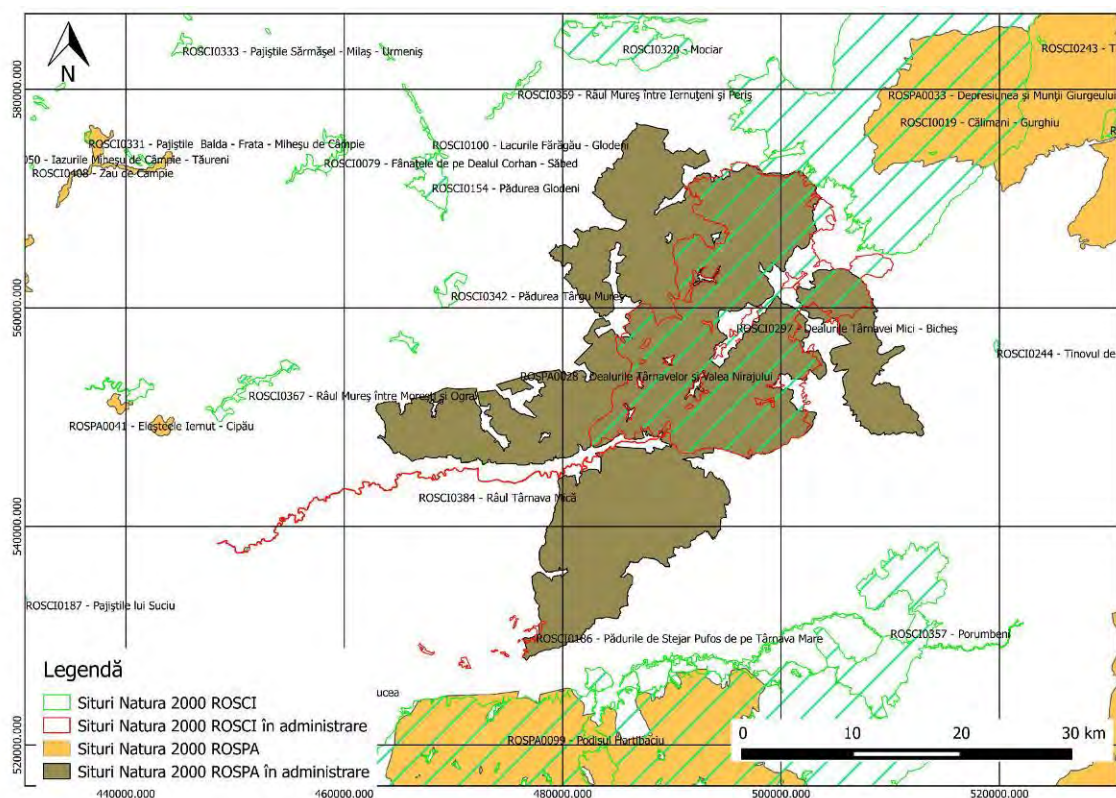 N
ROSCI0333 - Pajiștile Sărmășel - Milaș - Urmeniș
ROSCI0320 - Mociar
ROSCI0243 - T
ROSCI0369 - Râul Mureș între Iernuțeni și Periș
ROSPA0033 - Depresiunea și Munții Giurgeului
ROSCI0019 - Călimani - Gurghiu
ROSCI0331 - Pajiștile Balda - Frata - Miheșu de Câmpie
ROSCI0100 - Lacurile Fărăgău - Glodeni
050 - Iazurile Miheșu de Câmpie - Tăureni
ROSCI0079 - Fânațele de pe Dealul Corhan - Săbed
ROSCI0408 - Zau de Câmpie
ROSCI0154 - Pădurea Glodeni
ROSCI0342 - Pădurea Târgu Mureș
ROSCI0297 - Dealurile Târnavei Mici - Bicheș
ROSCI0244 - Tinovul de
ROSPA0028 - Dealurile Târnavelor și Valea Nirajului
ROSCI0367 - Râul Mureș între Morești și Ogra
ROSPA0041 - Eleșteele Iernut - Cipău
ROSCI0384 - Râul Târnava Mică
ROSCI0187 - Pajiștile lui Suciu
ROSCI0186 - Pădurile de Stejar Pufos de pe Târnava Mare
ROSCI0357 - Porumbeni
ucea
ROSPA0099 - Podișul Hârtibaciu
580000.000
560000.000
540000.000
520000.000
Legendă
Situri Natura 2000 ROSCI
Situri Natura 2000 ROSCI în administrare
Situri Natura 2000 ROSPA
Situri Natura 2000 ROSPA în administrare
0 10 20 30 km
440000.000 460000.000 480000.000 500000.000 520000.000